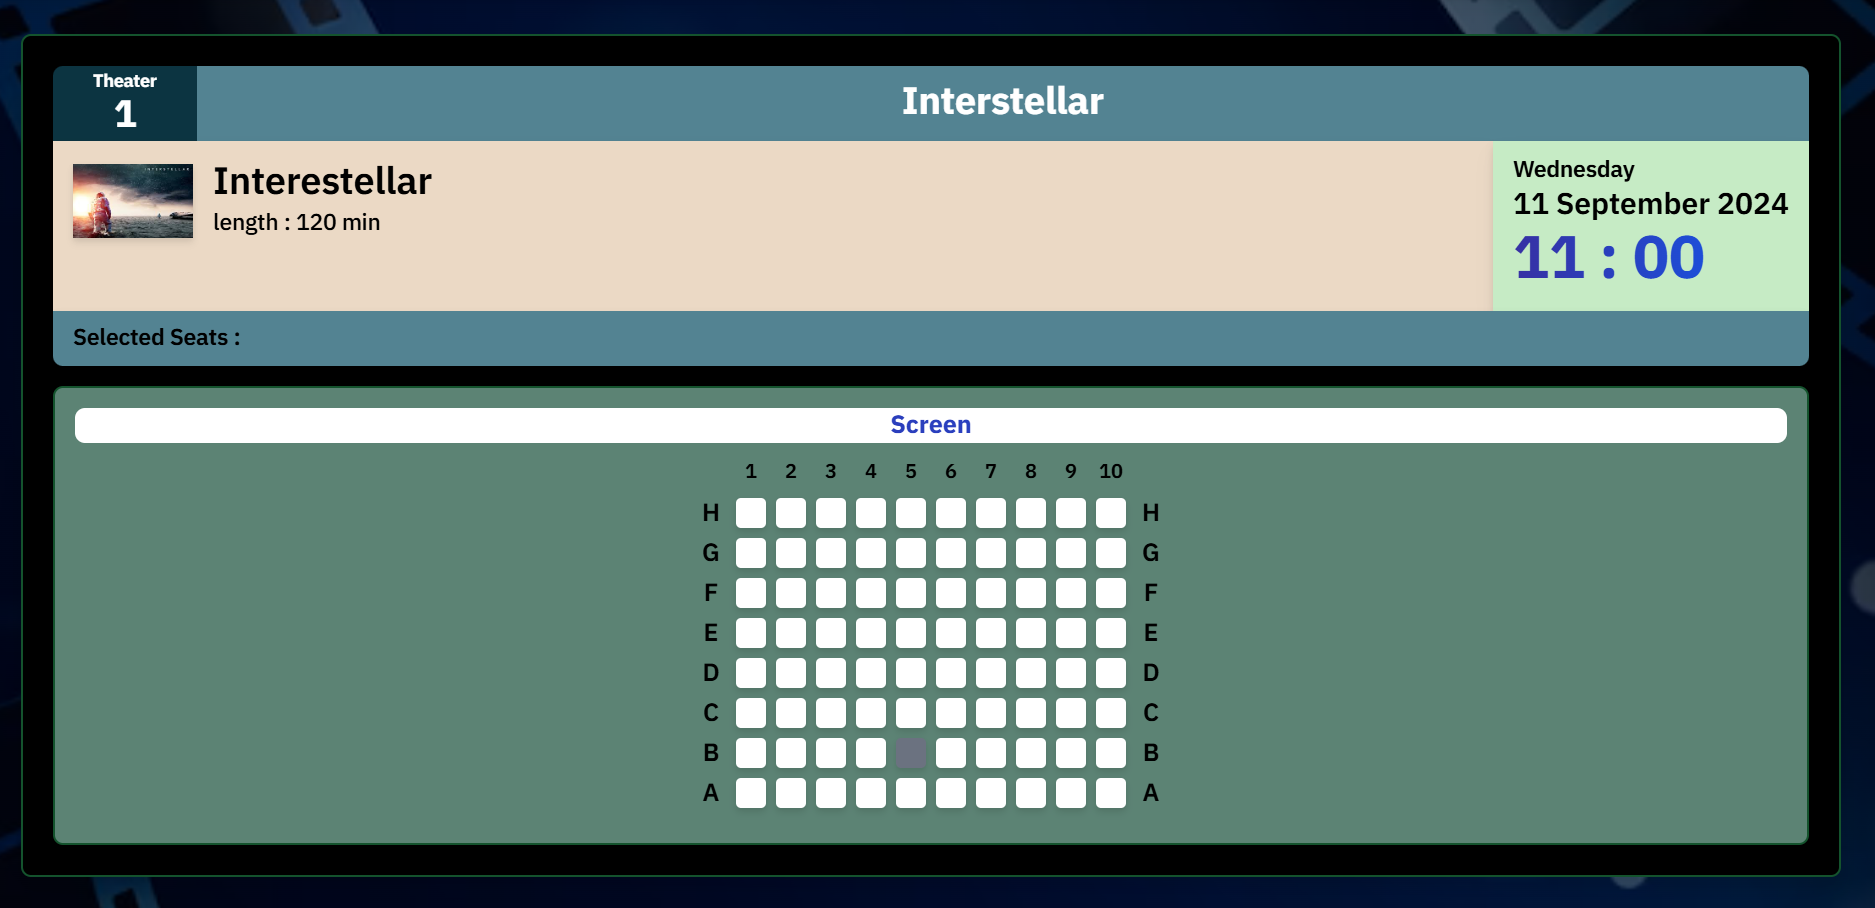 Theater
1
Interstellar
INTERSTELLAR
Interestellar
length : 120 min
Wednesday
11 September 2024
11 : 00
Selected Seats :
Screen
1 2 3 4 5 6 7 8 9 10
H H
G G
F F
E E
D D
C C
B B
A A